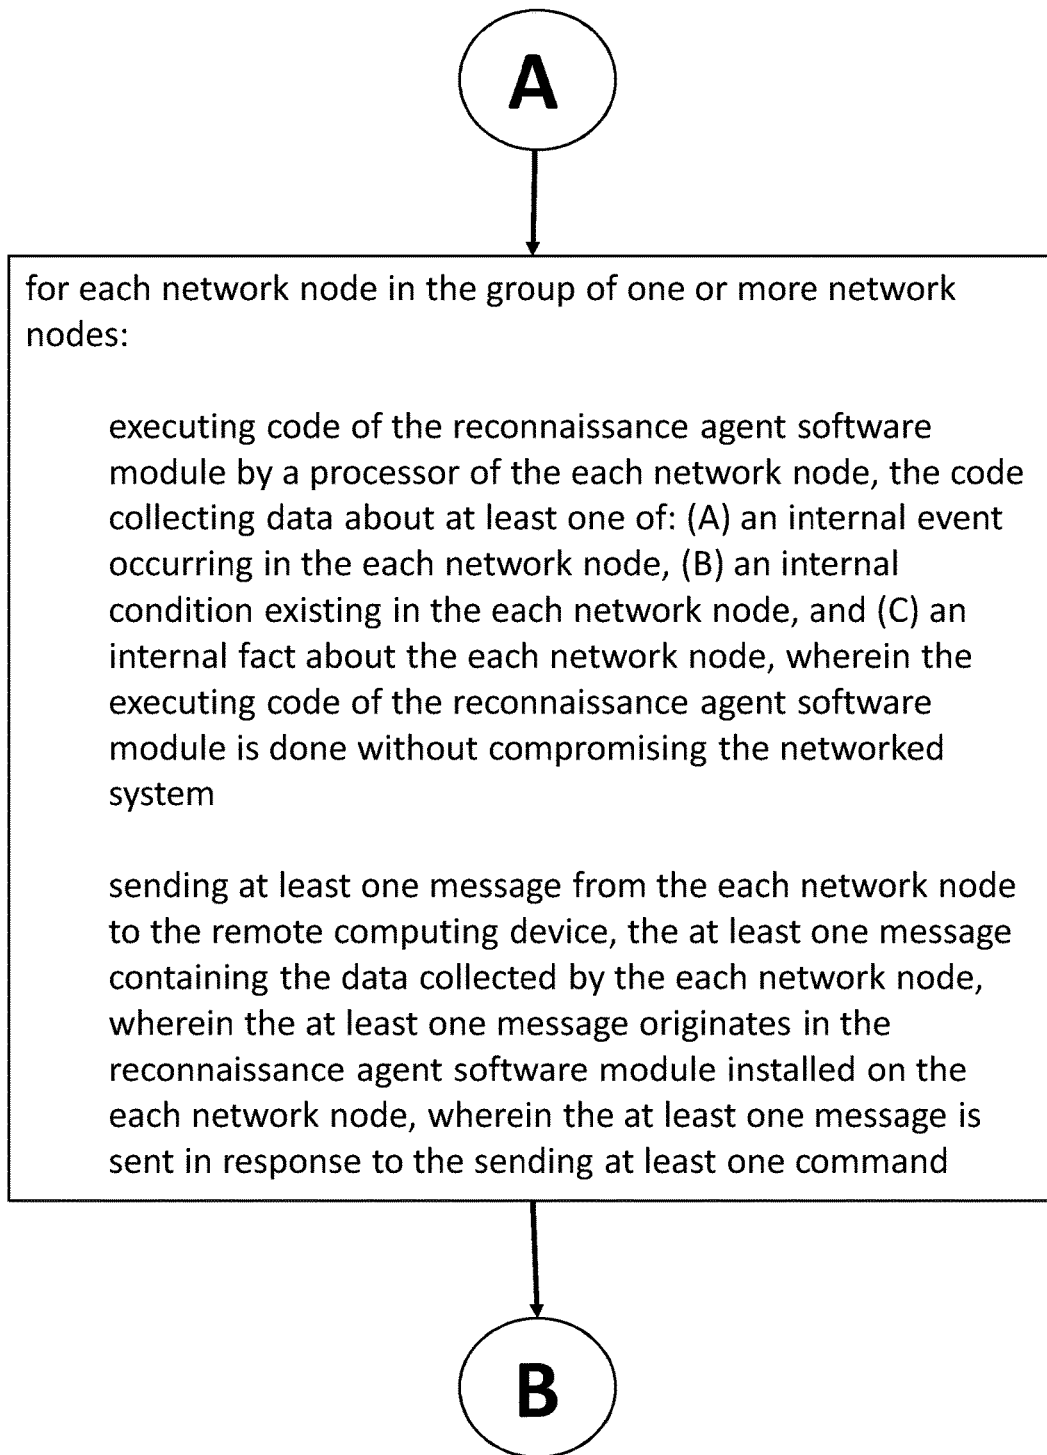 A
for each network node in the group of one or more network
nodes:
executing code of the reconnaissance agent software
module by a processor of the each network node, the code
collecting data about at least one of: (A) an internal event
occurring in the each network node, (B) an internal
condition existing in the each network node, and (C) an
internal fact about the each network node, wherein the
executing code of the reconnaissance agent software
module is done without compromising the networked
system
sending at least one message from the each network node
to the remote computing device, the at least one message
containing the data collected by the each network node,
wherein the at least one message originates in the
reconnaissance agent software module installed on the
each network node, wherein the at least one message is
sent in response to the sending at least one command
B